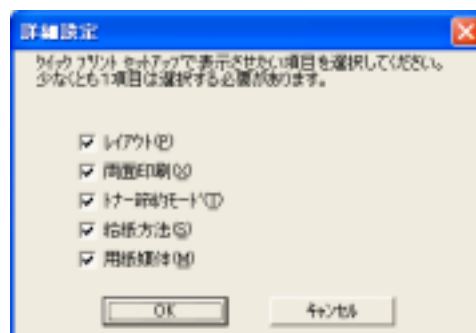 詳細設定
クイック プリント セットアップで表示させたい項目を選択してください。
少なくとも1項目は選択する必要があります。
レイアウト(P)
両面印刷(X)
トナー節約モード(T)
給紙方法(S)
用紙媒体(M)
OK
キャンセル